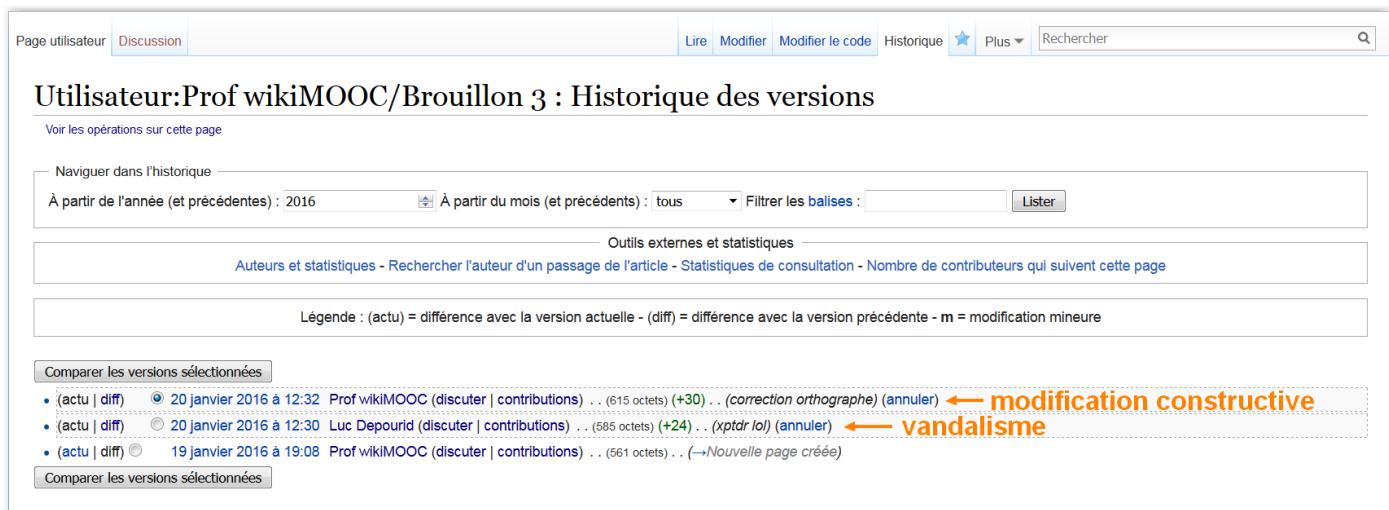 Page utilisateur Discussion Lire Modifier Modifier le code Historique Plus Rechercher
Utilisateur:Prof wikiMOOC/Brouillon 3 : Historique des versions
Voir les opérations sur cette page
Naviguer dans l'historique
À partir de l'année (et précédentes) : 2016 À partir du mois (et précédents) : tous Filtrer les balises : Lister
Outils externes et statistiques
Auteurs et statistiques - Rechercher l'auteur d'un passage de l'article - Statistiques de consultation - Nombre de contributeurs qui suivent cette page
Légende : (actu) = différence avec la version actuelle - (diff) = différence avec la version précédente - m = modification mineure
Comparer les versions sélectionnées
(actu | diff) 20 janvier 2016 à 12:32 Prof wikiMOOC (discuter | contributions) . . (615 octets) (+30) . . (correction orthographe) (annuler) modification constructive
(actu | diff) 20 janvier 2016 à 12:30 Luc Depourid (discuter | contributions) . . (585 octets) (+24) . . (xptdr lol) (annuler) vandalisme
(actu | diff) 19 janvier 2016 à 19:08 Prof wikiMOOC (discuter | contributions) . . (561 octets) . . (→Nouvelle page créée)
Comparer les versions sélectionnées